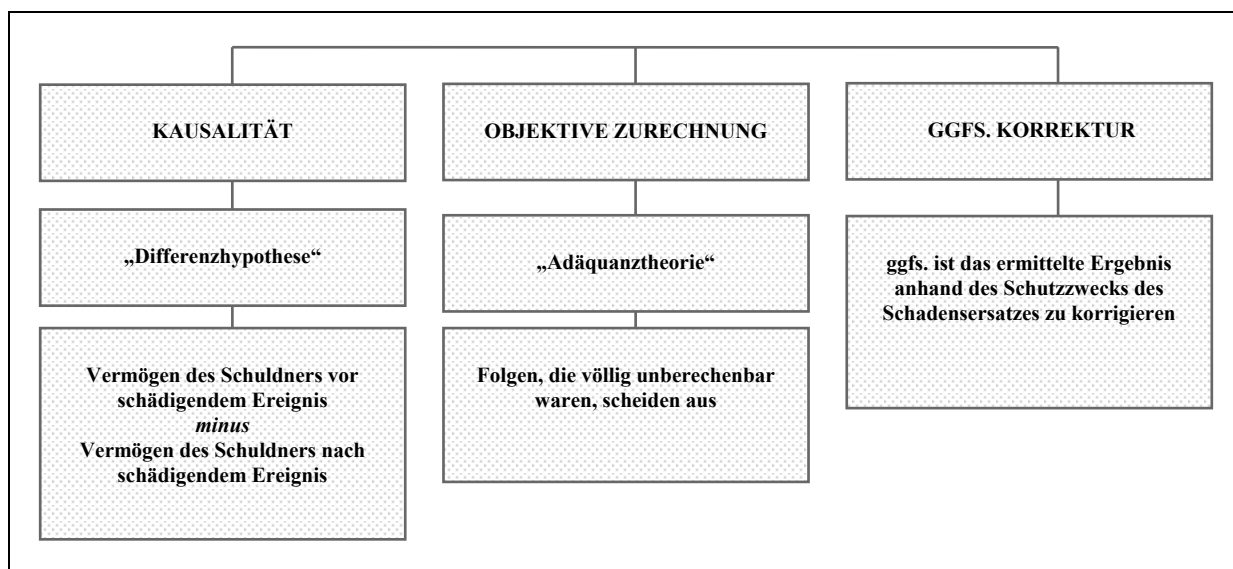 KAUSALITÄT
OBJEKTIVE ZURECHNUNG
GGFS. KORREKTUR
„Differenzhypothese“
„Adäquanztheorie“
ggfs. ist das ermittelte Ergebnis
anhand des Schutzzwecks des
Schadensersatzes zu korrigieren
Vermögen des Schuldners vor
schädigendem Ereignis
minus
Vermögen des Schuldners nach
schädigendem Ereignis
Folgen, die völlig unberechenbar
waren, scheiden aus